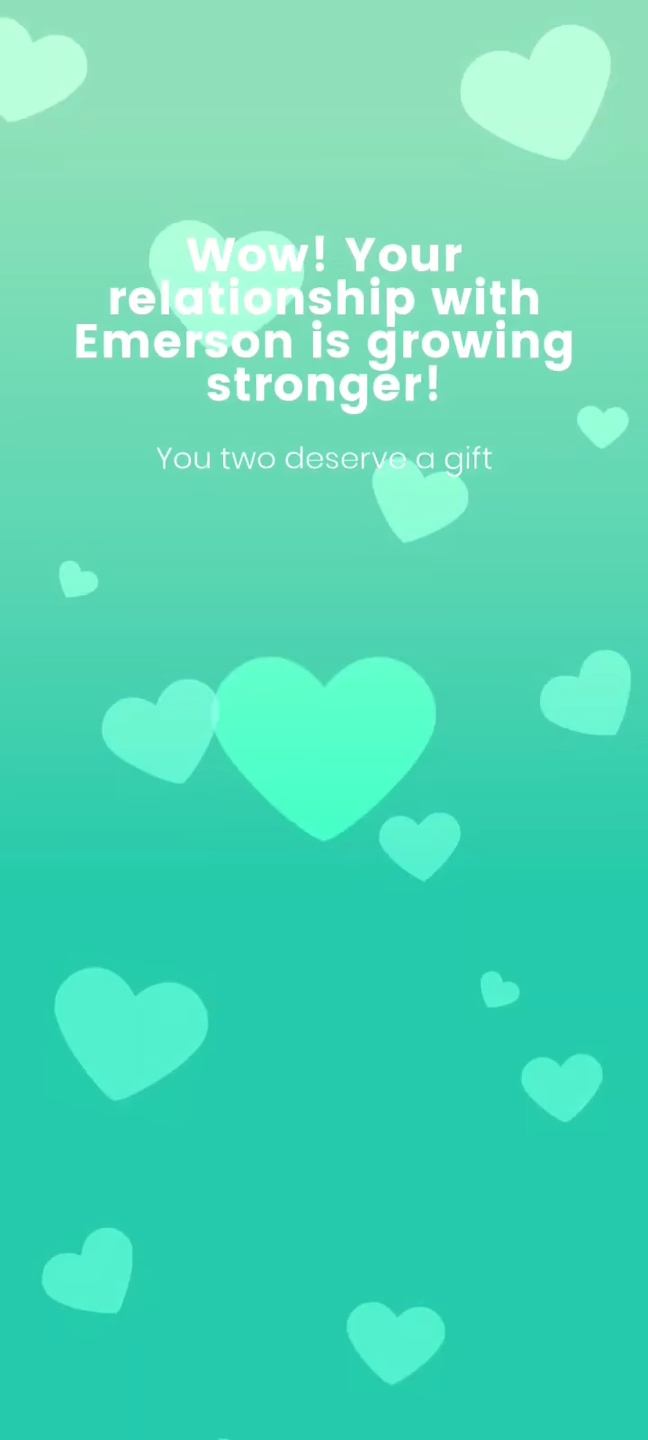 Wow! Your
relationship with
Emerson is growing
stronger!
You two deserve a gift